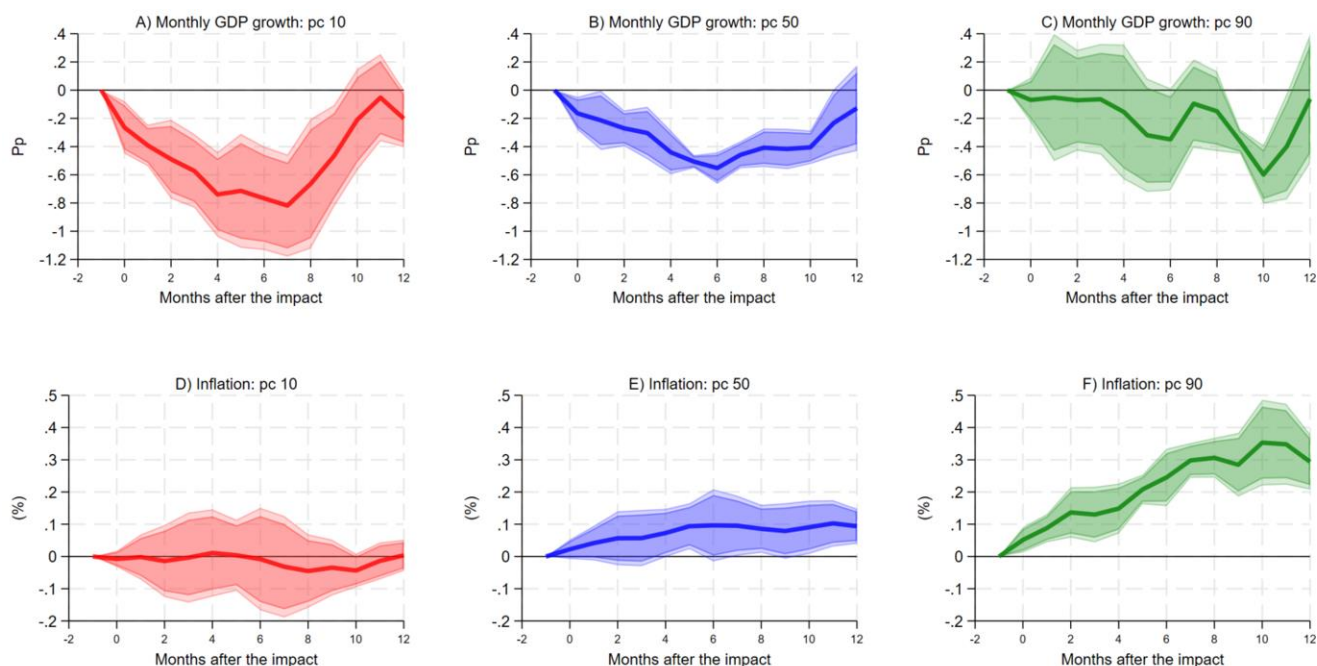 A) Monthly GDP growth: pc 10
.4
.2
0
-.2
-.4
-.6
-.8
-1
-1.2
Pp
-2 0 2 4 6 8 10 12
Months after the impact
B) Monthly GDP growth: pc 50
.4
.2
0
-.2
-.4
-.6
-.8
-1
-1.2
Pp
-2 0 2 4 6 8 10 12
Months after the impact
C) Monthly GDP growth: pc 90
.4
.2
0
-.2
-.4
-.6
-.8
-1
-1.2
Pp
-2 0 2 4 6 8 10 12
Months after the impact
D) Inflation: pc 10
.5
.4
.3
.2
.1
0
-.1
-.2
(%)
-2 0 2 4 6 8 10 12
Months after the impact
E) Inflation: pc 50
.5
.4
.3
.2
.1
0
-.1
-.2
(%)
-2 0 2 4 6 8 10 12
Months after the impact
F) Inflation: pc 90
.5
.4
.3
.2
.1
0
-.1
-.2
(%)
-2 0 2 4 6 8 10 12
Months after the impact